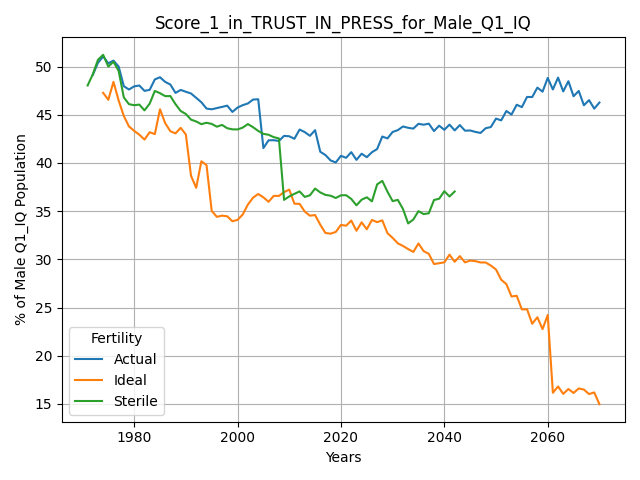 Score_1_in_TRUST_IN_PRESS_for_Male_Q1_IQ
% of Male Q1_IQ Population
50
45
40
35
30
25
20
15
Fertility
Actual
Ideal
Sterile
1980 2000 2020 2040 2060
Years